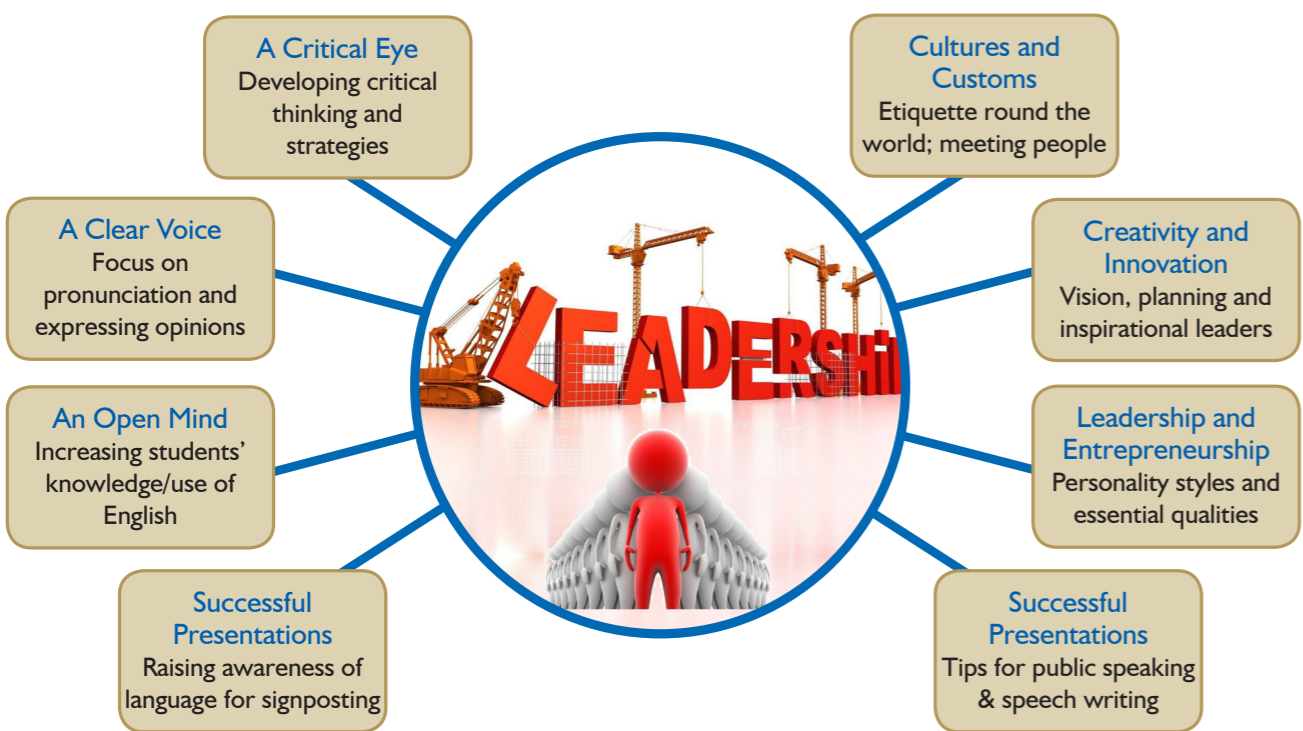 A Critical Eye
Developing critical
thinking and
strategies
A Clear Voice
Focus on
pronunciation and
expressing opinions
An Open Mind
Increasing students’
knowledge/use of
English
Successful
Presentations
Raising awareness of
language for signposting
LEADERSHIP
Cultures and
Customs
Etiquette round the
world; meeting people
Creativity and
Innovation
Vision, planning and
inspirational leaders
Leadership and
Entrepreneurship
Personality styles and
essential qualities
Successful
Presentations
Tips for public speaking
& speech writing